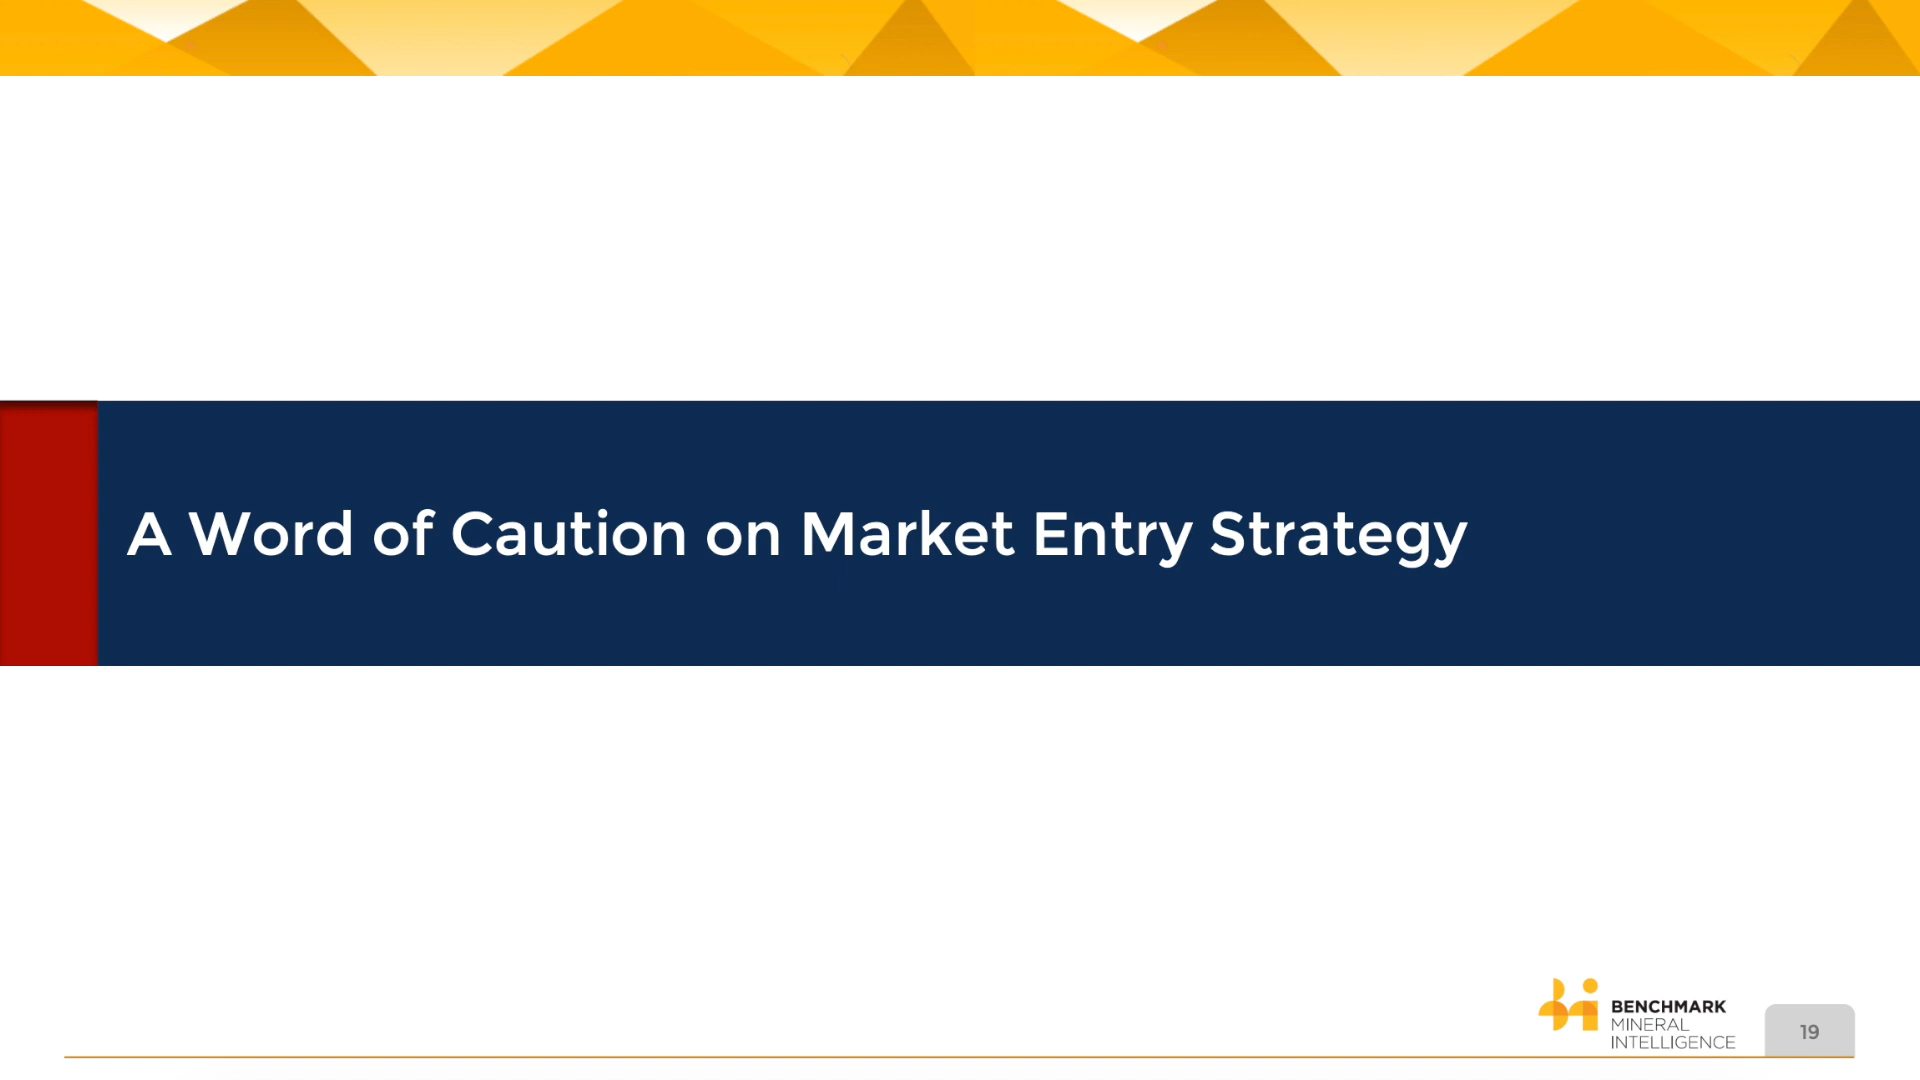 A Word of Caution on Market Entry Strategy
BENCHMARK
MINERAL
INTELLIGENCE
19